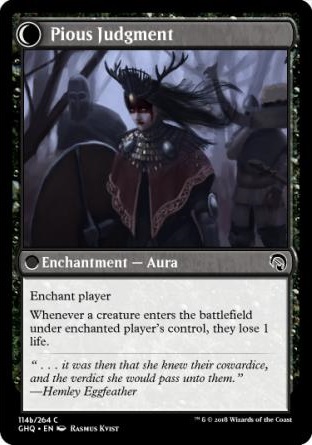 Pious Judgment
Enchantment — Aura
Enchant player
Whenever a creature enters the battlefield
under enchanted player's control, they lose 1
life.
“ . . . it was then that she knew their cowardice,
and the verdict she would pass unto them.”
—Hemley Eggfeather
114b/264 C
GHQ • EN Rasmus Kvist
™ & © 2018 Wizards of the Coast